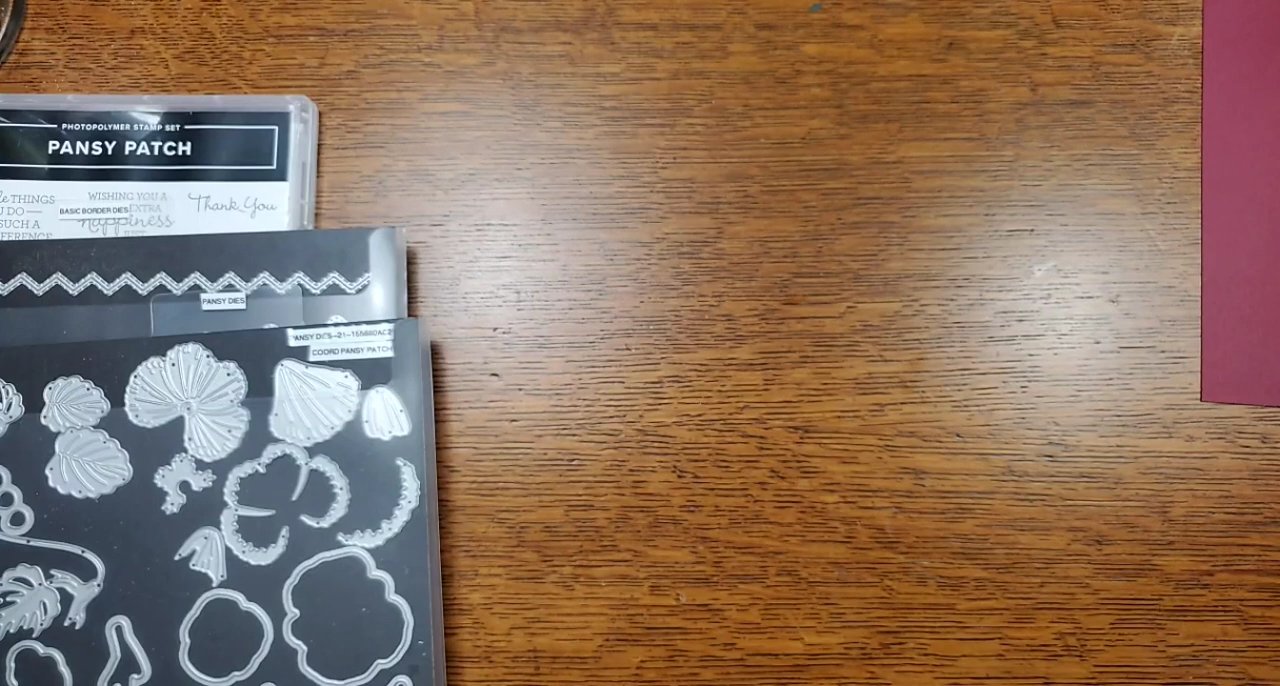 PHOTOPOLYMER STAMP SET
PANSY PATCH
THINGS
WISHING YOU A
Thank You
U DO
BASIC BORDER DIES
EXTRA
SUCH A
happiness
PANSY DIES
COORD PANSY PATCH